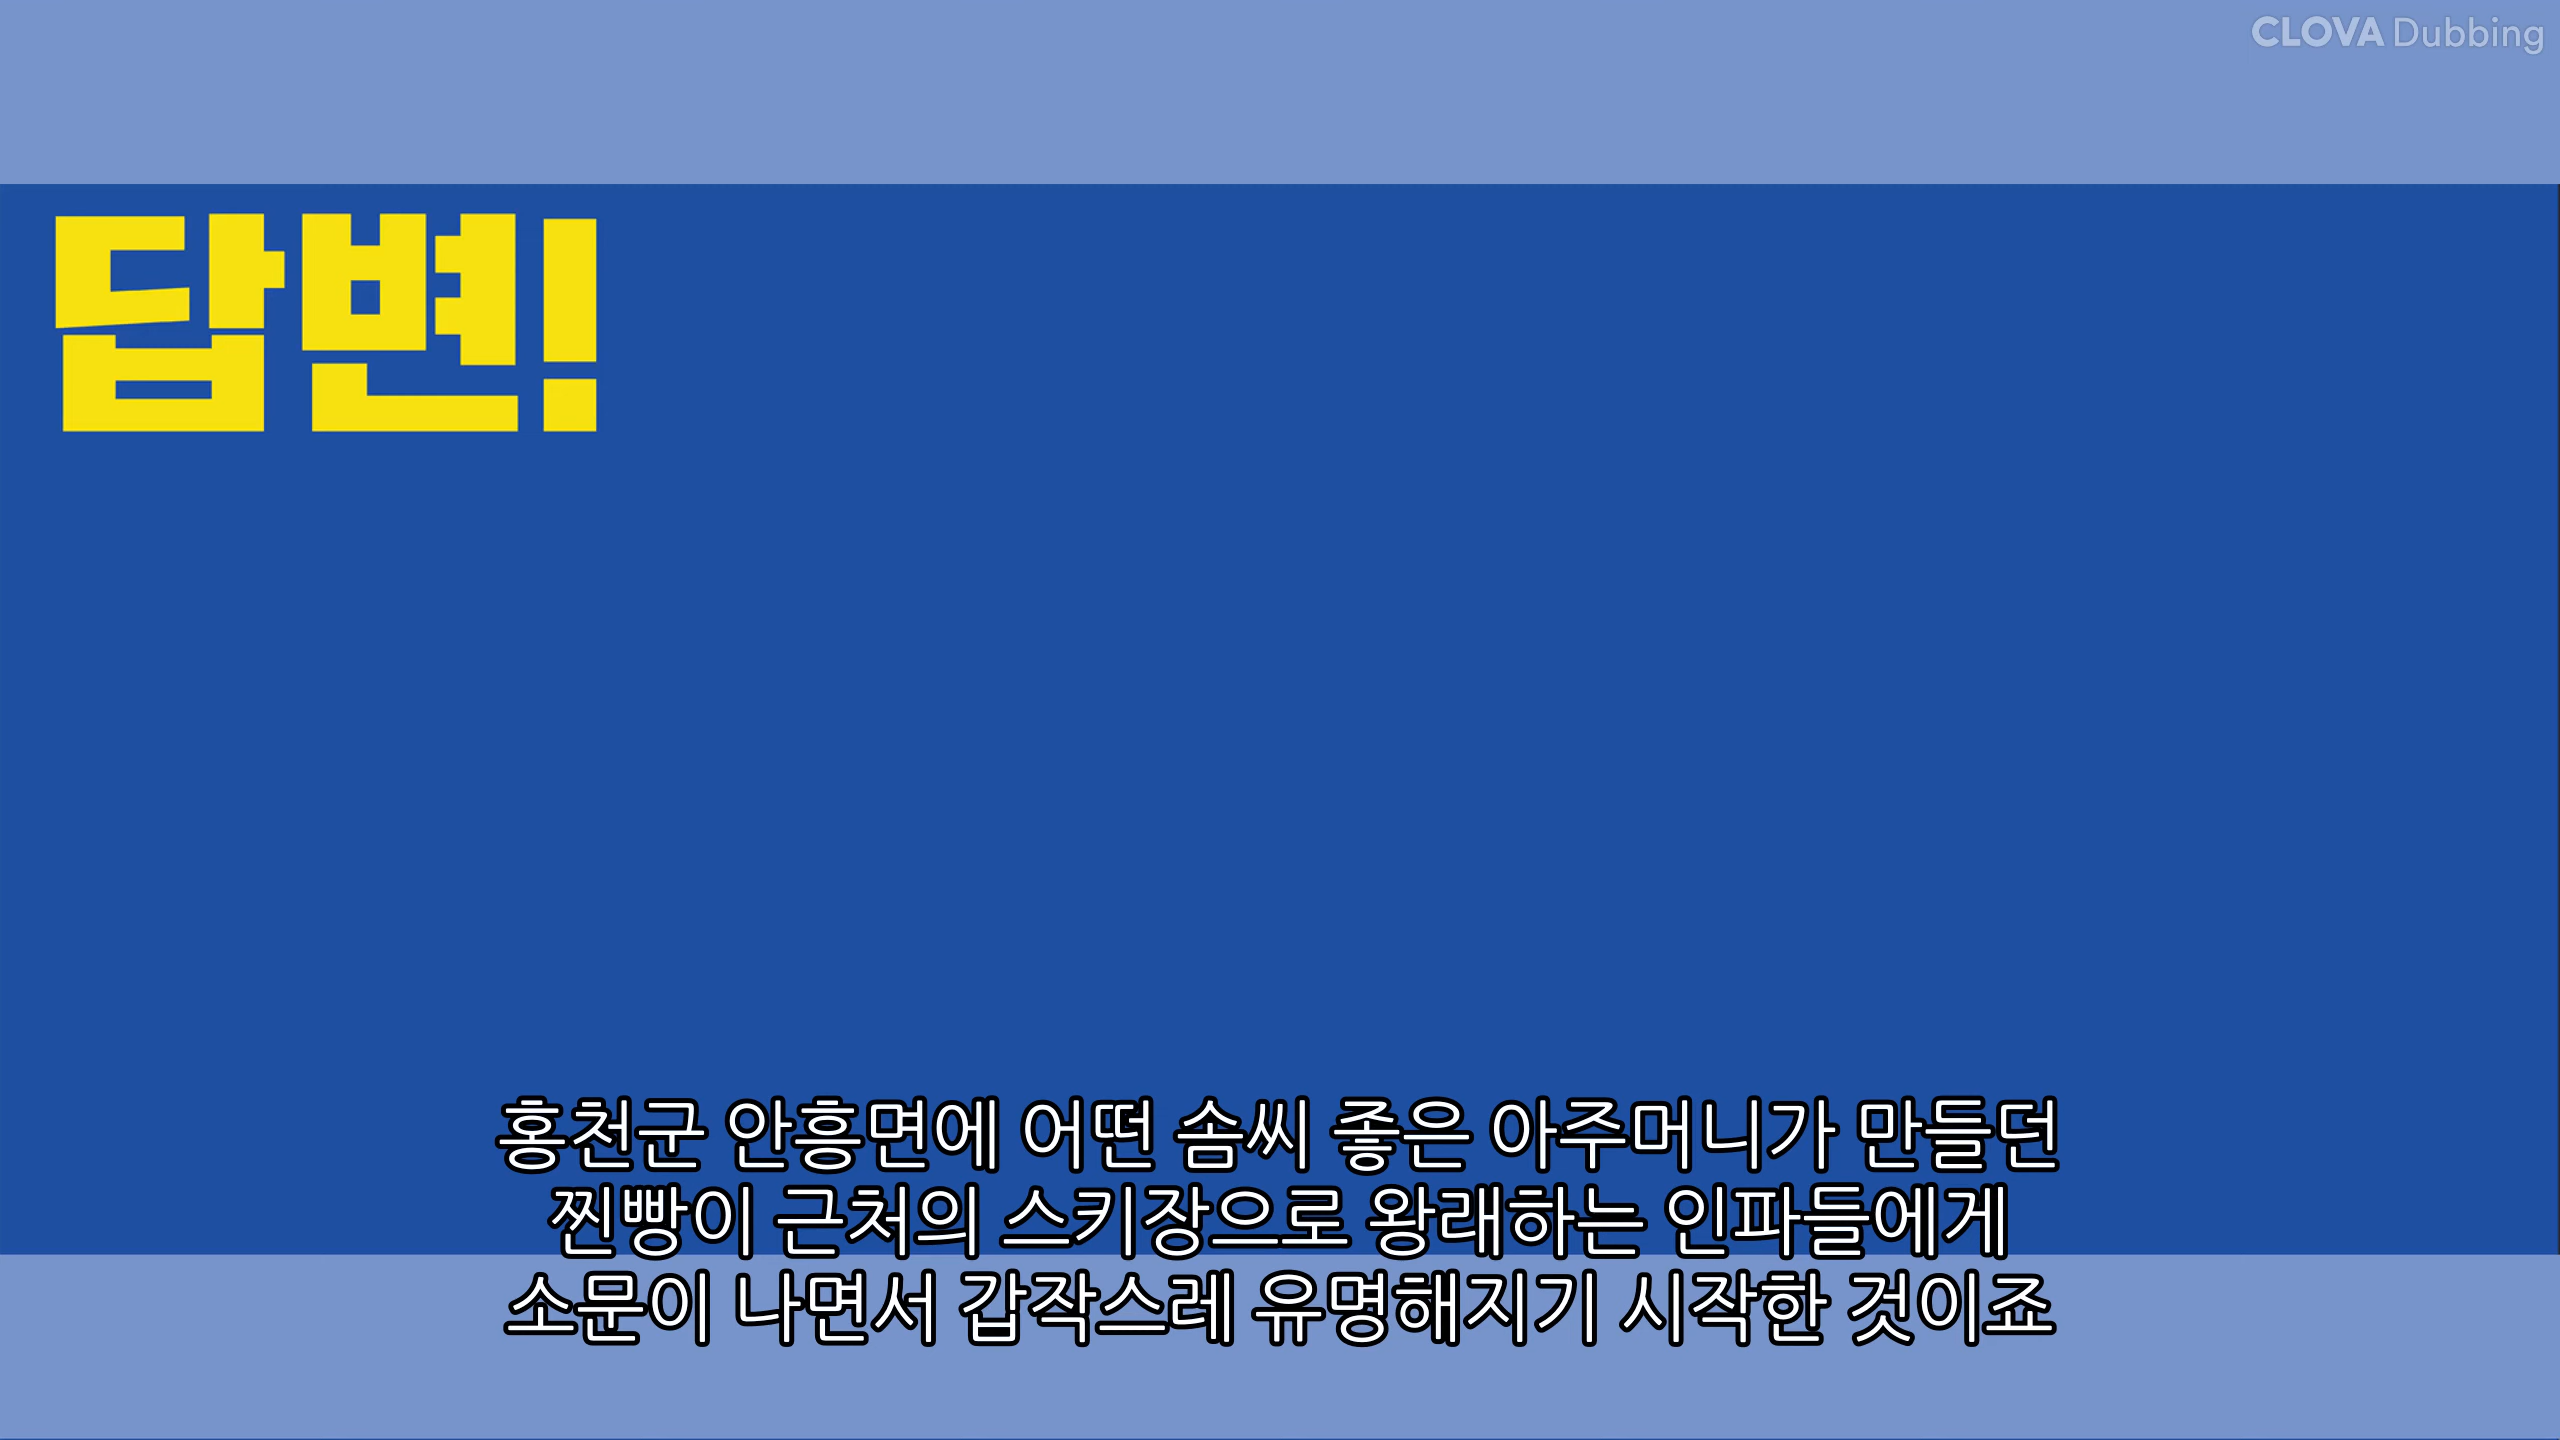 CLOVA Dubbing
답변!
홍천군 안흥면에 어떤 솜씨 좋은 아주머니가 만들던
찐빵이 근처의 스키장으로 왕래하는 인파들에게
소문이 나면서 갑작스레 유명해지기 시작한 것이죠